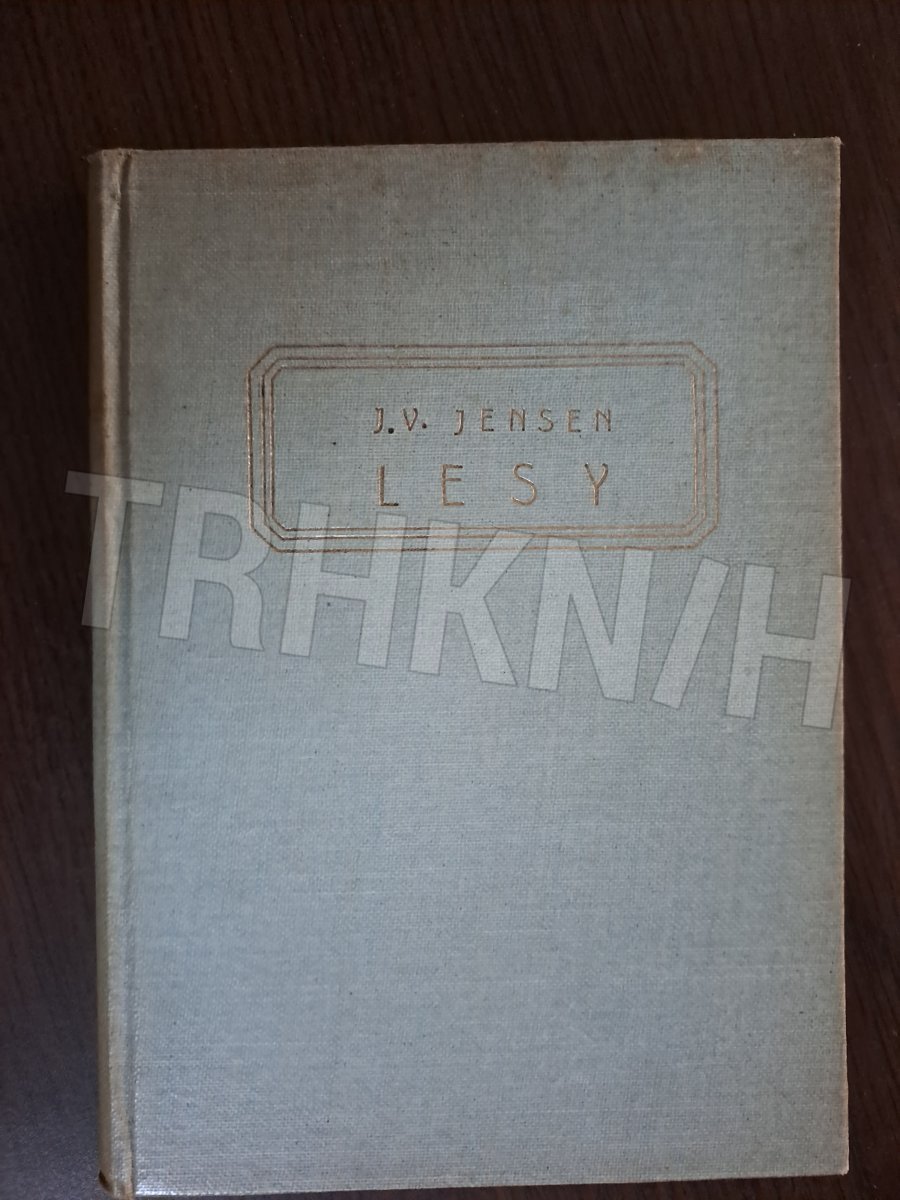 J. V. JENSEN
LESY
TRHKNIH